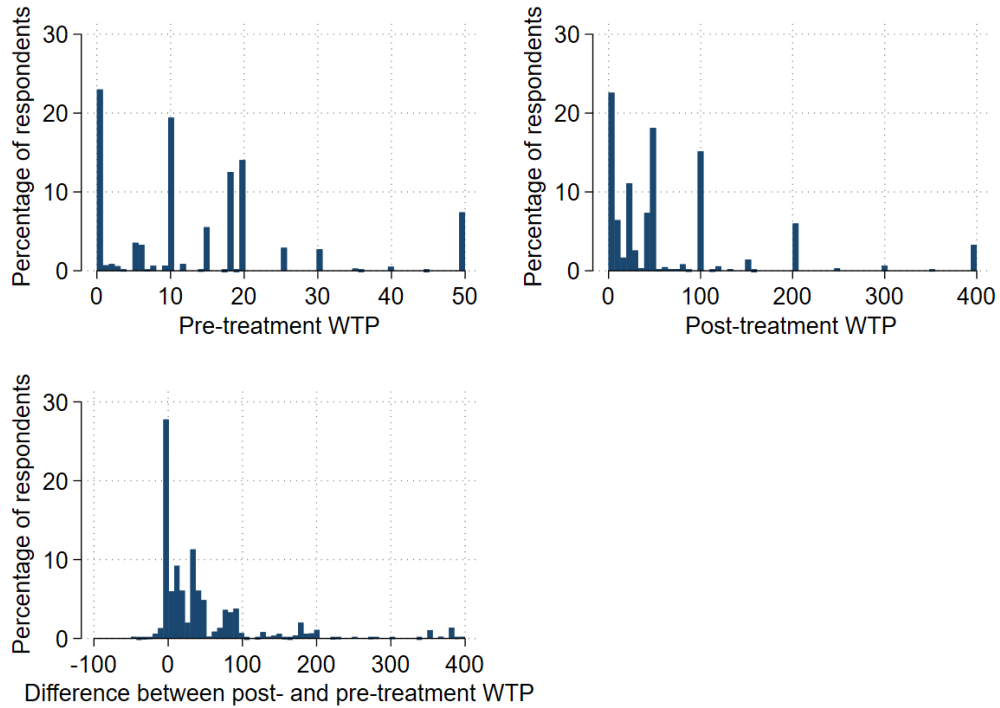 Percentage of respondents
30
20
10
0
0 10 20 30 40 50
Pre-treatment WTP
Percentage of respondents
30
20
10
0
0 100 200 300 400
Post-treatment WTP
Percentage of respondents
30
20
10
0
-100 0 100 200 300 400
Difference between post- and pre-treatment WTP